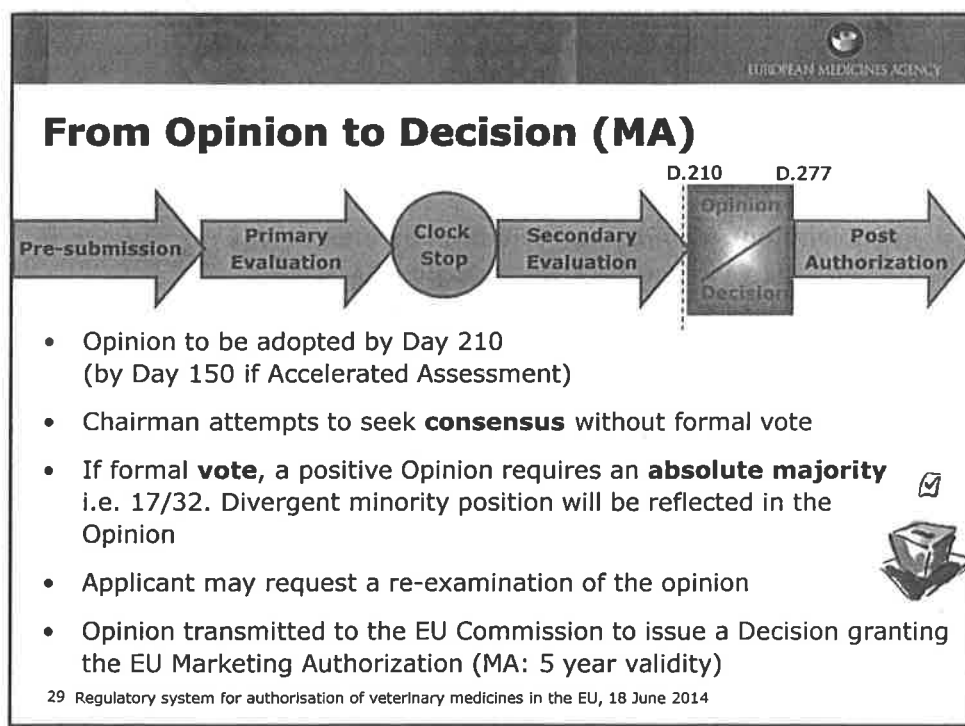 EUROPEAN MEDICINES AGENCY
From Opinion to Decision (MA)
D.210 D.277
Pre-submission
Primary
Evaluation
Clock
Stop
Secondary
Evaluation
Opinion
Decision
Post
Authorization
• Opinion to be adopted by Day 210
(by Day 150 if Accelerated Assessment)
• Chairman attempts to seek consensus without formal vote
• If formal vote, a positive Opinion requires an absolute majority
i.e. 17/32. Divergent minority position will be reflected in the
Opinion
• Applicant may request a re-examination of the opinion
• Opinion transmitted to the EU Commission to issue a Decision granting
the EU Marketing Authorization (MA: 5 year validity)
29 Regulatory system for authorisation of veterinary medicines in the EU, 18 June 2014